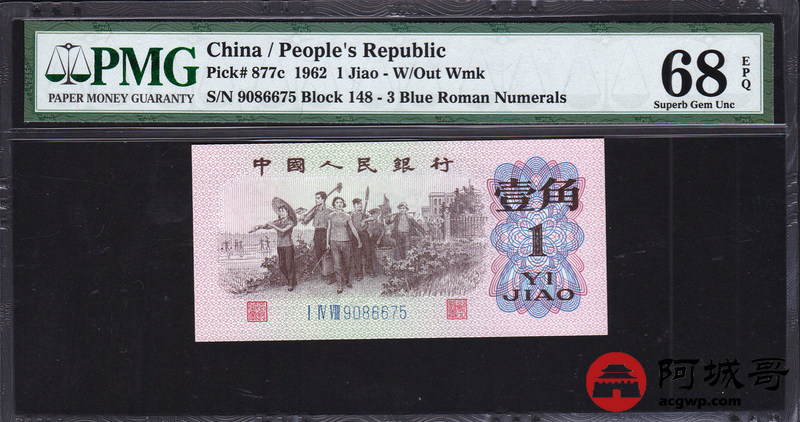 PMG
PAPER MONEY GUARANTY
China / People's Republic
Pick# 877c 1962 1 Jiao - W/Out Wmk
S/N 9086675 Block 148 - 3 Blue Roman Numerals
68 EPQ
Superb Gem Unc
中國人民銀行
壹角
1
YI
JIAO
I IV VIII 9086675
阿城哥
acgwp.com